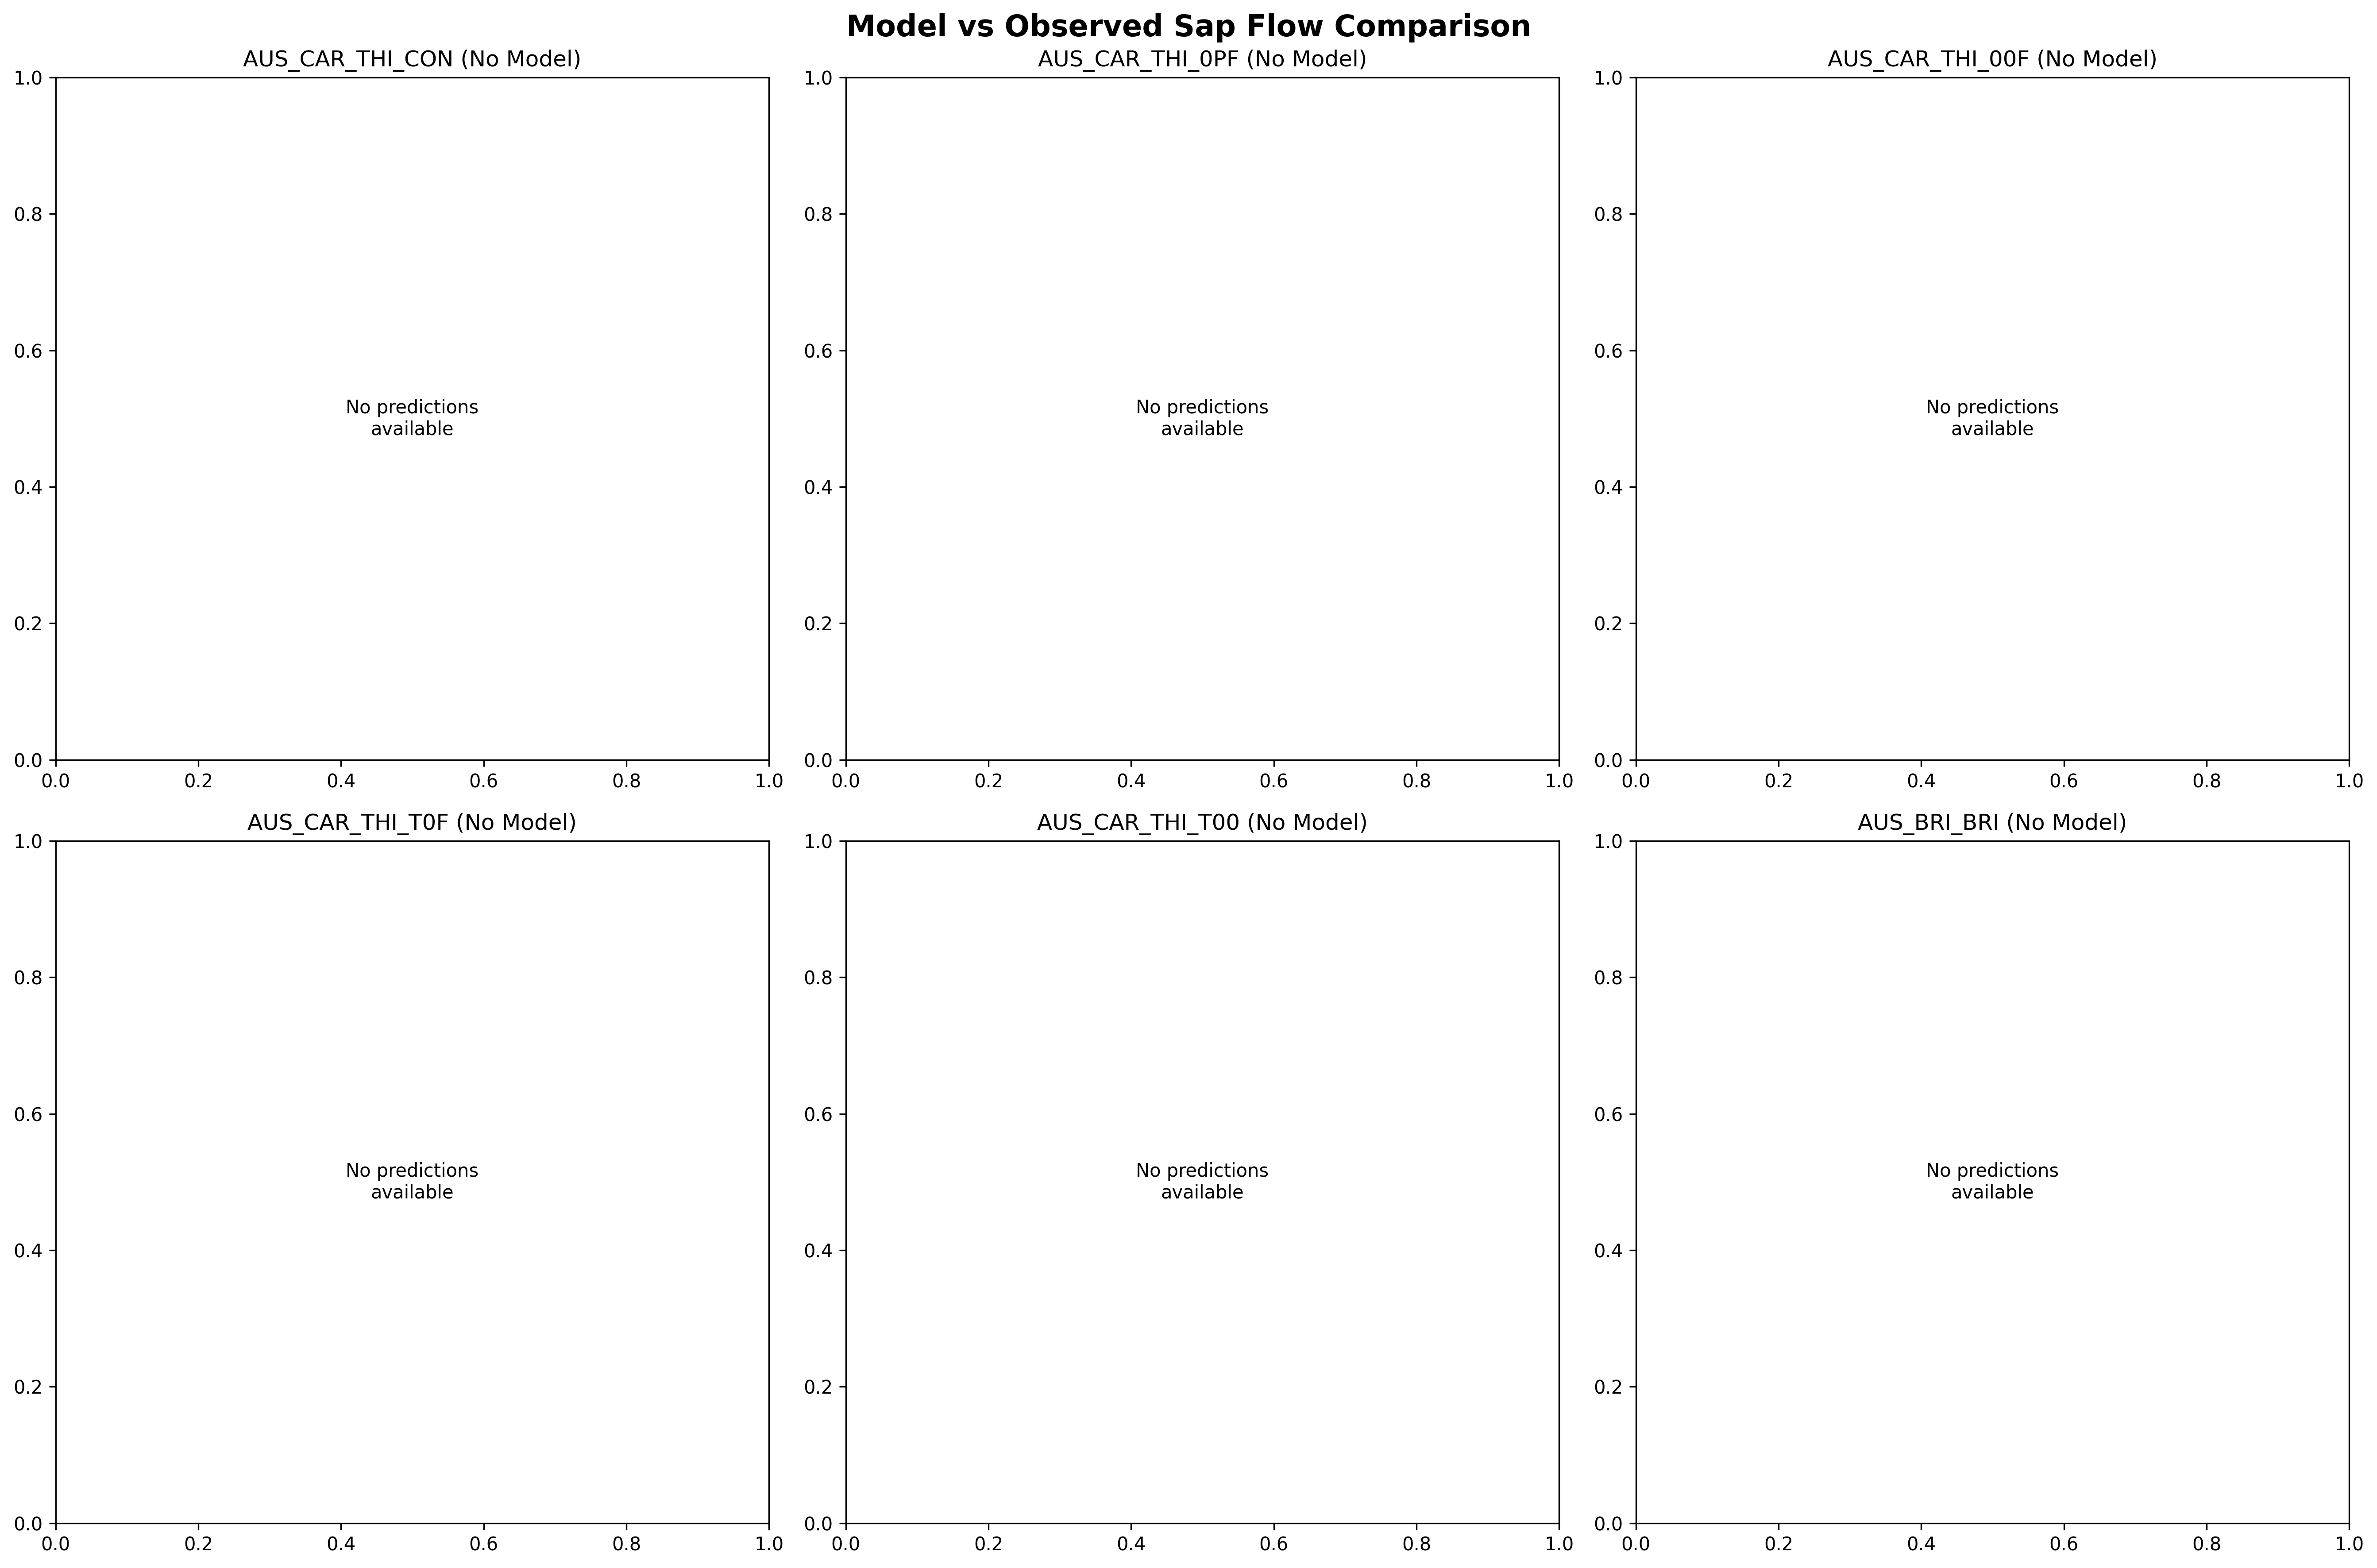 Model vs Observed Sap Flow Comparison
AUS_CAR_THI_CON (No Model)
1.0
0.8
0.6
0.4
0.2
0.0
No predictions
available
0.0 0.2 0.4 0.6 0.8 1.0
AUS_CAR_THI_0PF (No Model)
1.0
0.8
0.6
0.4
0.2
0.0
No predictions
available
0.0 0.2 0.4 0.6 0.8 1.0
AUS_CAR_THI_00F (No Model)
1.0
0.8
0.6
0.4
0.2
0.0
No predictions
available
0.0 0.2 0.4 0.6 0.8 1.0
AUS_CAR_THI_T0F (No Model)
1.0
0.8
0.6
0.4
0.2
0.0
No predictions
available
0.0 0.2 0.4 0.6 0.8 1.0
AUS_CAR_THI_T00 (No Model)
1.0
0.8
0.6
0.4
0.2
0.0
No predictions
available
0.0 0.2 0.4 0.6 0.8 1.0
AUS_BRI_BRI (No Model)
1.0
0.8
0.6
0.4
0.2
0.0
No predictions
available
0.0 0.2 0.4 0.6 0.8 1.0